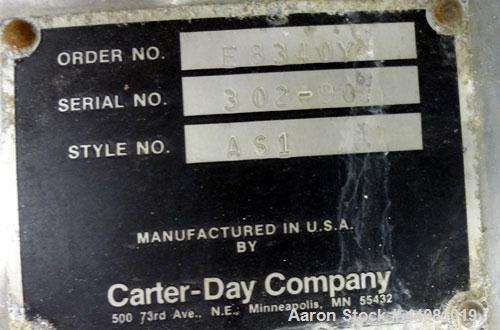 ORDER NO. E8340Y
SERIAL NO.
STYLE NO. AS1
MANUFACTURED IN U.S.A.
BY
Carter-Day Company
500 73rd Ave., N.E., Minneapolis, MN 55432
Aaron Stock#